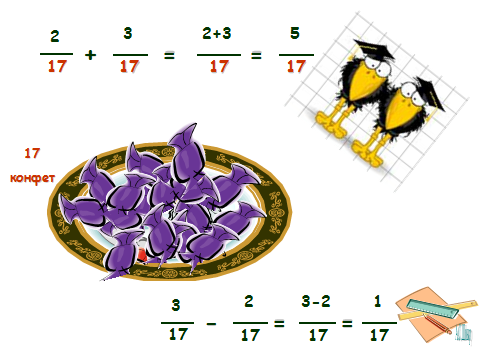 2/17 + 3/17 = 2+3/17 = 5/17
17
конфет
3/17 - 2/17 = 3-2/17 = 1/17